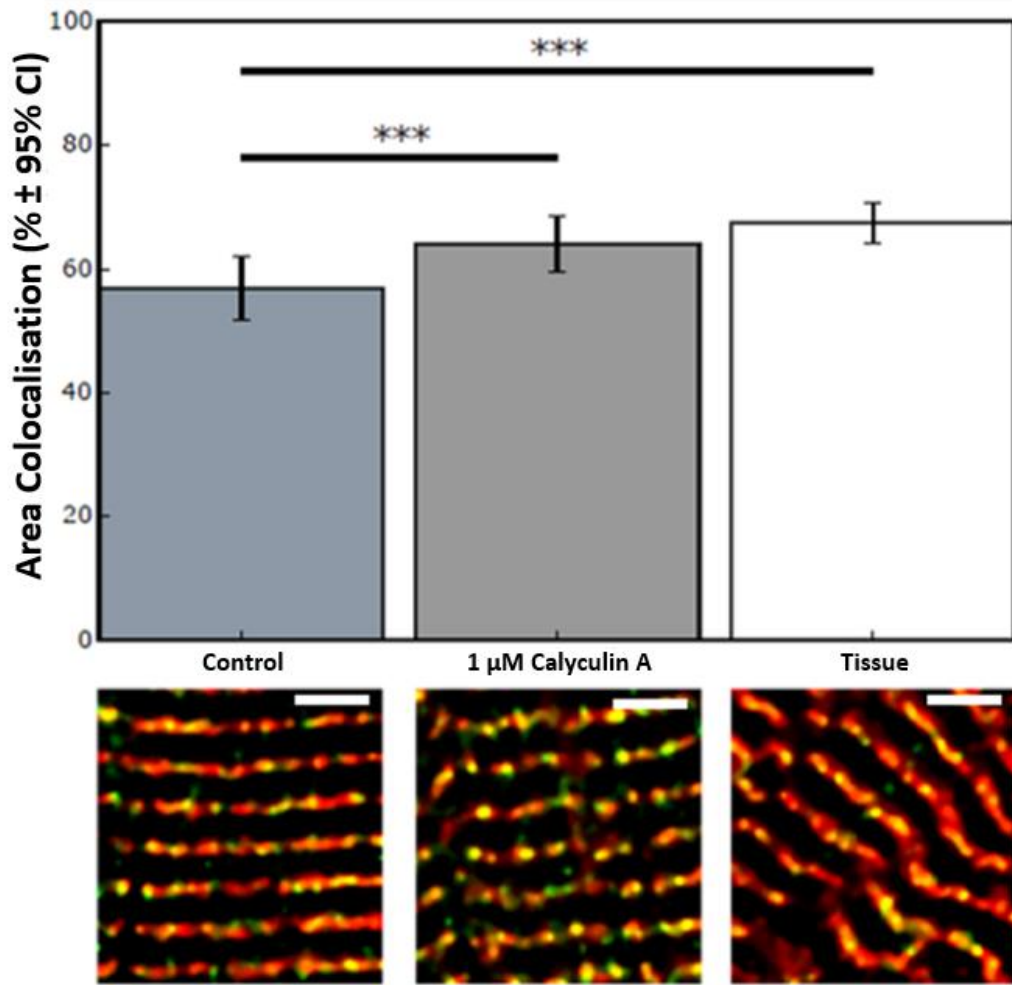 100
***
***
80
60
40
20
0
Area Colocalisation (% ± 95% CI)
Control
1 µM Calyculin A
Tissue